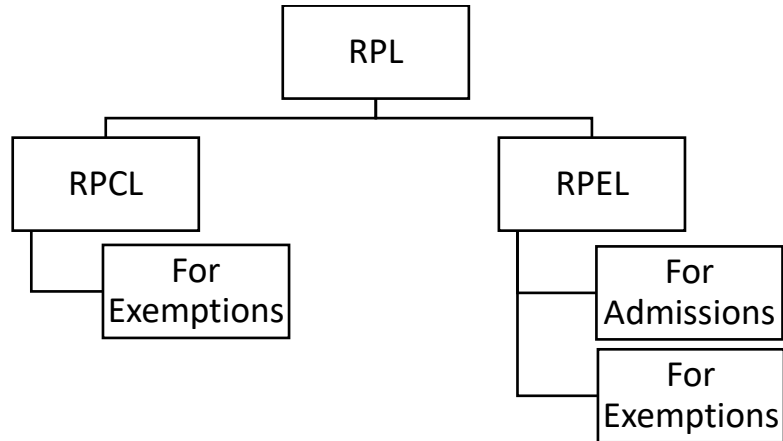 RPL
RPCL
RPEL
For
Exemptions
For
Admissions
For
Exemptions